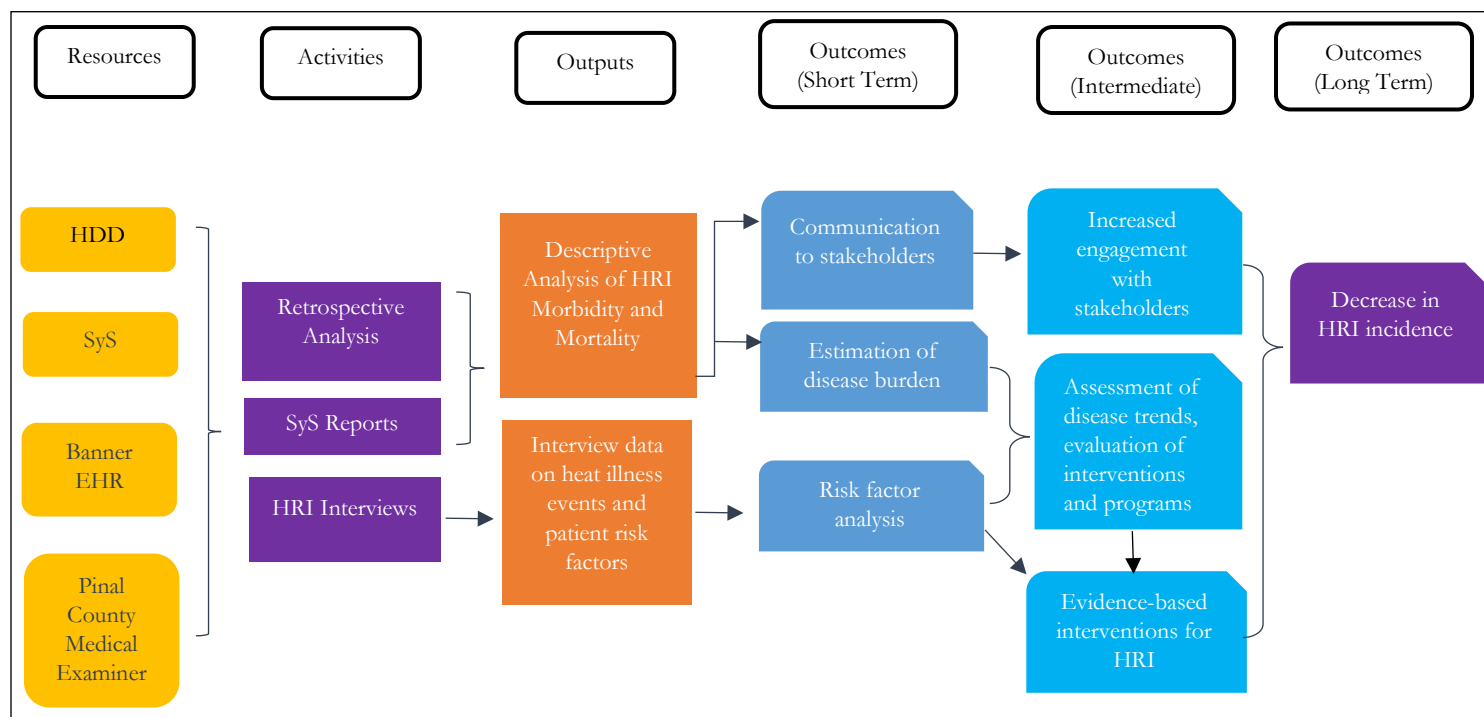 Resources
Activities
Outputs
Outcomes
(Short Term)
Outcomes
(Intermediate)
Outcomes
(Long Term)
HDD
SyS
Banner
EHR
Pinal
County
Medical
Examiner
Retrospective
Analysis
SyS Reports
HRI Interviews
Descriptive
Analysis of HRI
Morbidity and
Mortality
Interview data
on heat illness
events and
patient risk
factors
Communication
to stakeholders
Estimation of
disease burden
Risk factor
analysis
Increased
engagement
with
stakeholders
Assessment of
disease trends,
evaluation of
interventions
and programs
Evidence-based
interventions for
HRI
Decrease in
HRI incidence